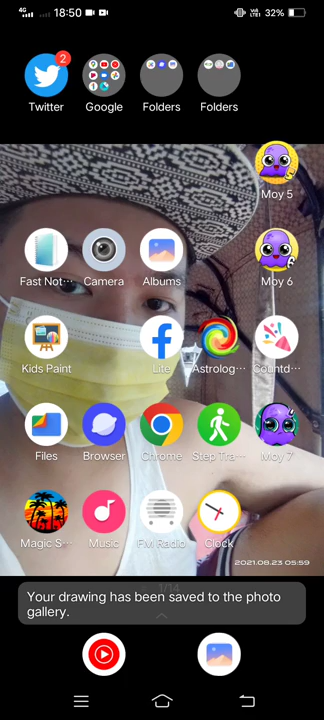 4G 18:50 VoLTE 32%
2
Twitter Google Folders Folders
Moy 5
Fast Not... Camera Albums Moy 6
Kids Paint Lite Astrolog... Countd...
Files Browser Chrome Step Tra... Moy 7
Magic S... Music FM Radio Clock
2021.08.23 05:59
1/14
Your drawing has been saved to the photo
gallery.